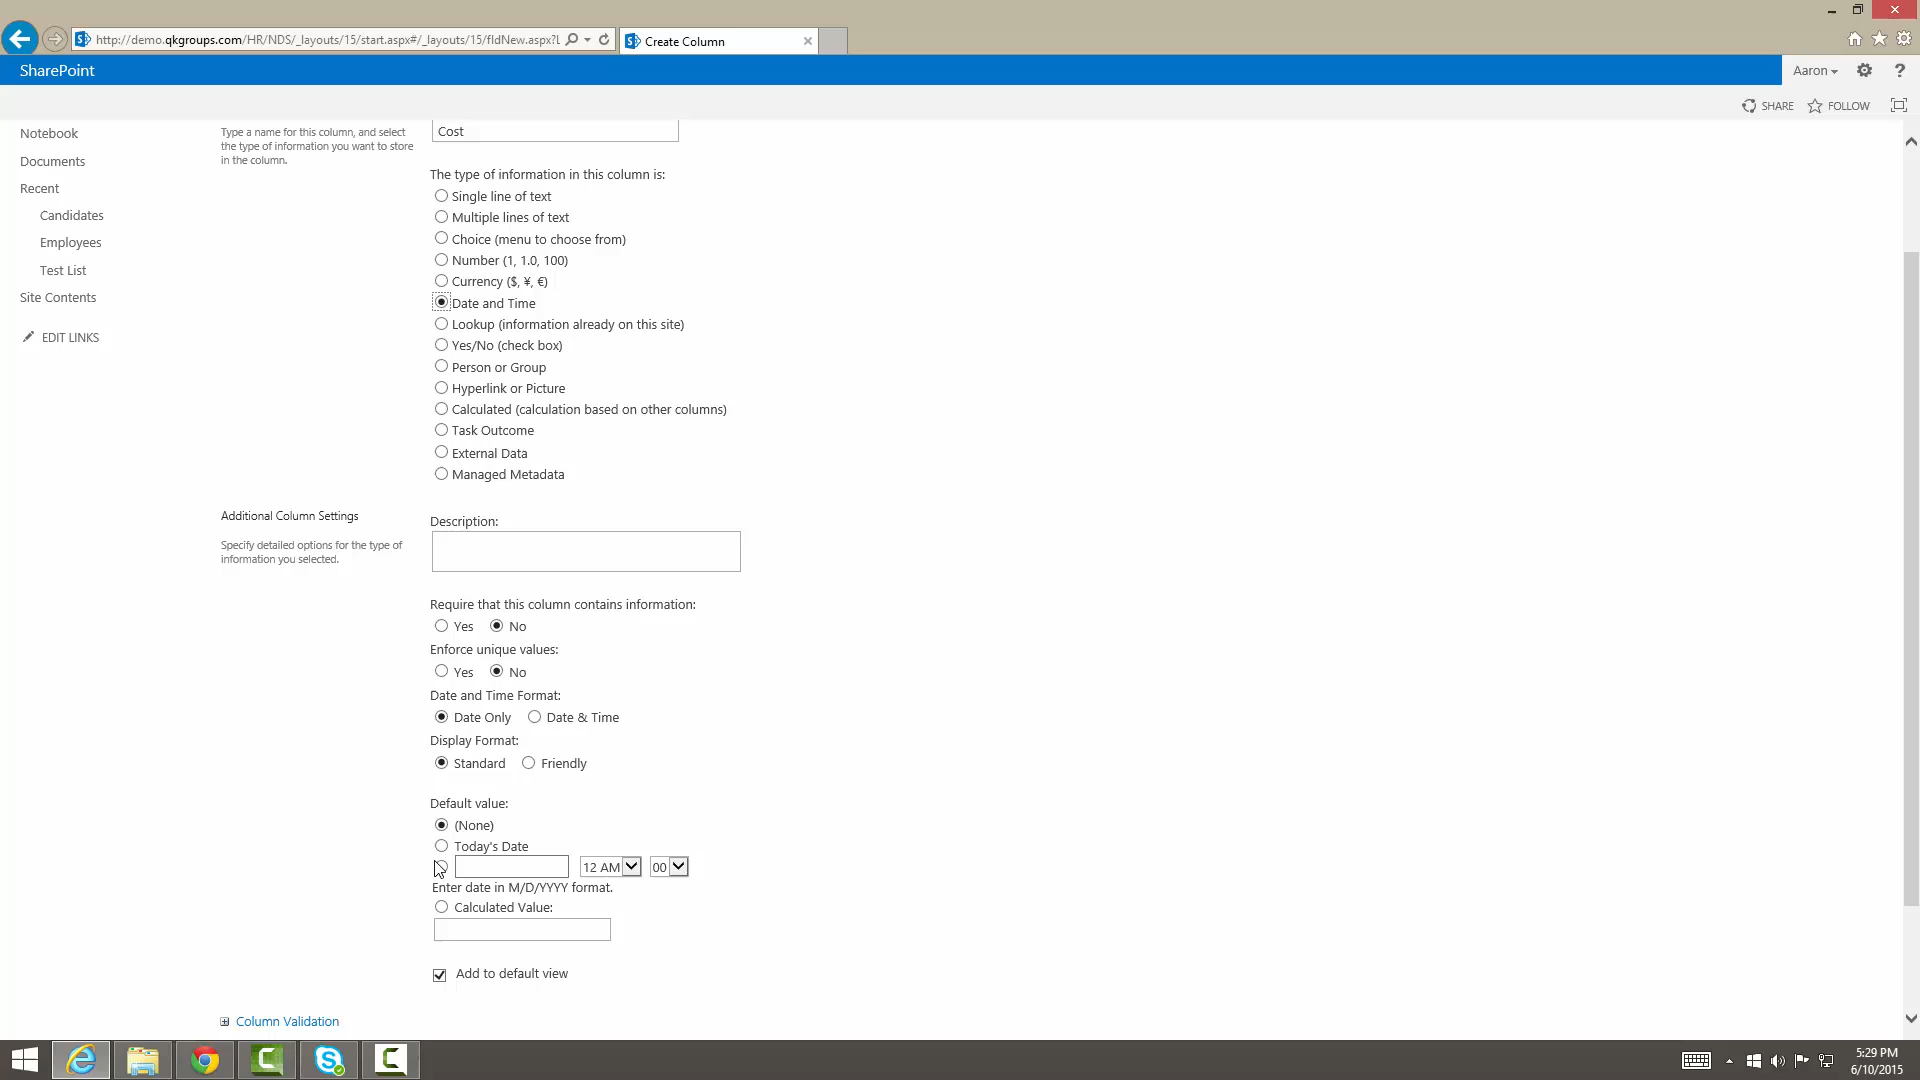 http://demo.qkgroups.com/HR/NDS/_layouts/15/start.aspx#/_layouts/15/fldNew.aspx?L
Create Column
SharePoint
Aaron
?
SHARE
FOLLOW
Notebook
Documents
Recent
Candidates
Employees
Test List
Site Contents
EDIT LINKS
Type a name for this column, and select
the type of information you want to store
in the column.
Cost
The type of information in this column is:
Single line of text
Multiple lines of text
Choice (menu to choose from)
Number (1, 1.0, 100)
Currency ($, ¥, €)
Date and Time
Lookup (information already on this site)
Yes/No (check box)
Person or Group
Hyperlink or Picture
Calculated (calculation based on other columns)
Task Outcome
External Data
Managed Metadata
Additional Column Settings
Specify detailed options for the type of
information you selected.
Description:
Require that this column contains information:
Yes No
Enforce unique values:
Yes No
Date and Time Format:
Date Only Date & Time
Display Format:
Standard Friendly
Default value:
(None)
Today's Date
12 AM 00
Enter date in M/D/YYYY format.
Calculated Value:
Add to default view
Column Validation
5:29 PM
6/10/2015